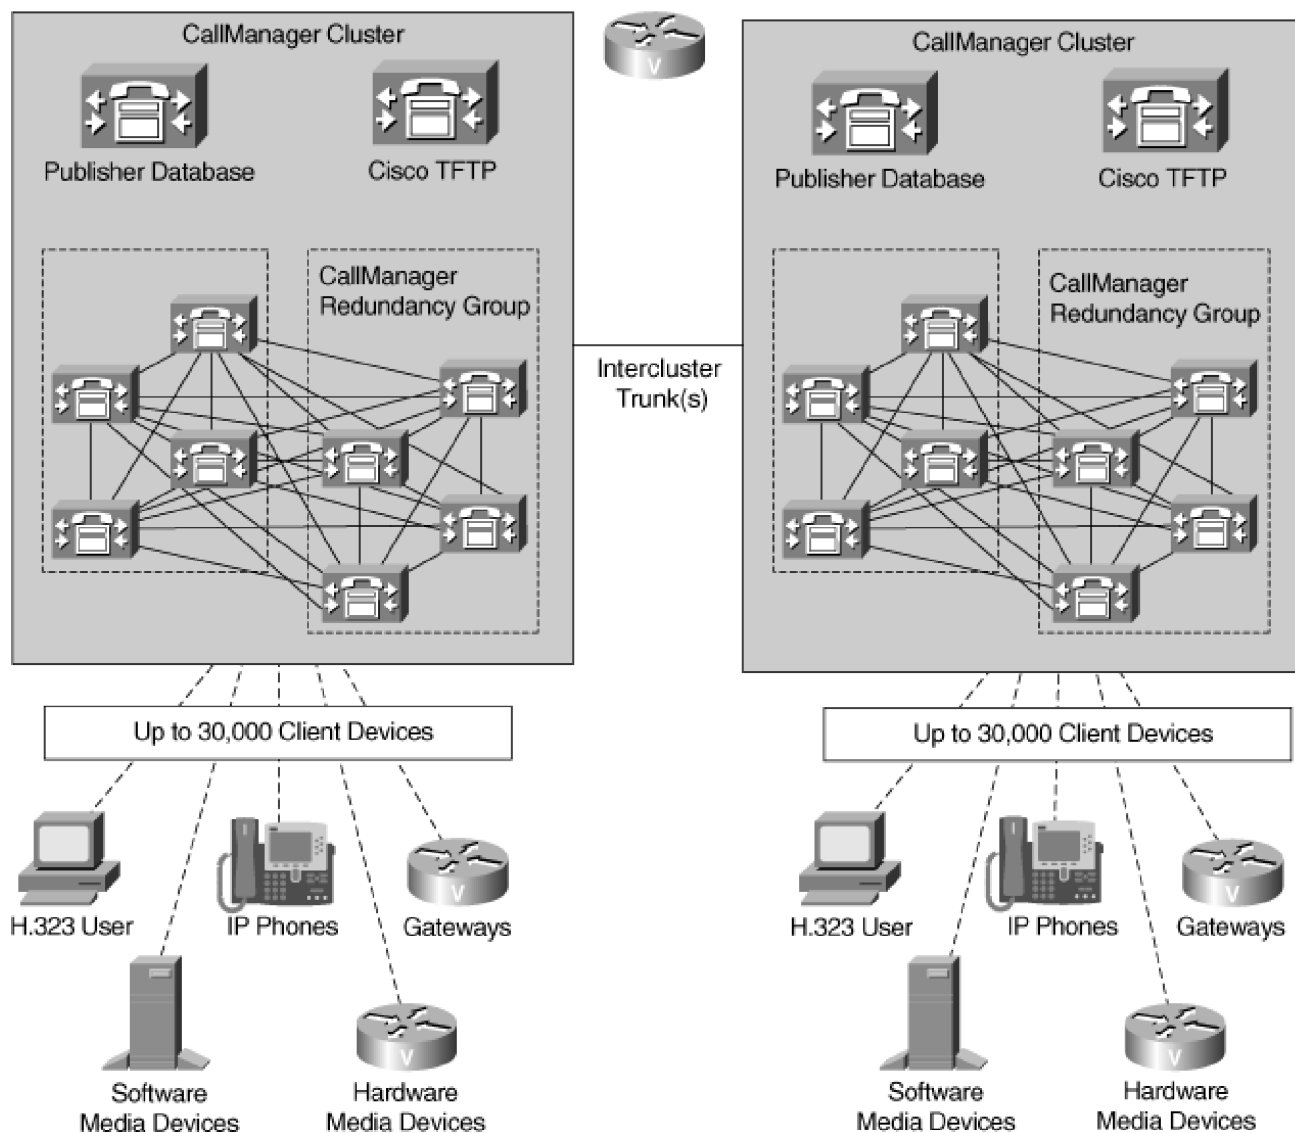 CallManager Cluster
Publisher Database
Cisco TFTP
CallManager
Redundancy Group
V
Intercluster
Trunk(s)
CallManager Cluster
Publisher Database
Cisco TFTP
CallManager
Redundancy Group
Up to 30,000 Client Devices
H.323 User
IP Phones
V
Gateways
Software
Media Devices
V
Hardware
Media Devices
Up to 30,000 Client Devices
H.323 User
IP Phones
V
Gateways
Software
Media Devices
V
Hardware
Media Devices